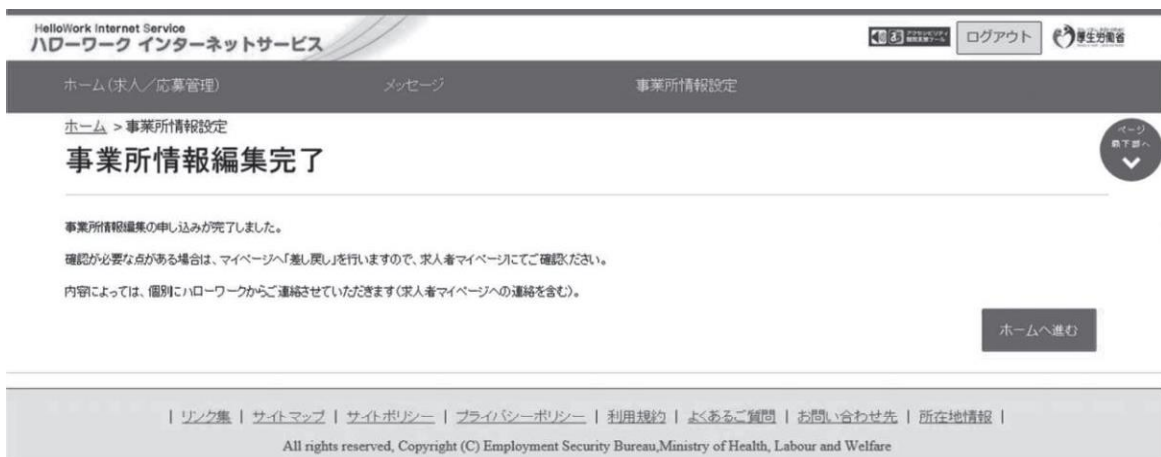 HelloWork Internet Service
ハローワーク インターネットサービス
ログアウト
厚生労働省
ホーム(求人/応募管理)
メッセージ
事業所情報設定
ホーム > 事業所情報設定
ページ
最下部へ
事業所情報編集完了
事業所情報編集の申し込みが完了しました。
確認が必要な点がある場合は、マイページへ「差し戻し」を行いますので、求人者マイページにてご確認ください。
内容によっては、個別にハローワークからご連絡させていただきます(求人者マイページへの連絡を含む)。
ホームへ進む
| リンク集 | サイトマップ | サイトポリシー | プライバシーポリシー | 利用規約 | よくあるご質問 | お問い合わせ先 | 所在地情報 |
All rights reserved, Copyright (C) Employment Security Bureau,Ministry of Health, Labour and Welfare